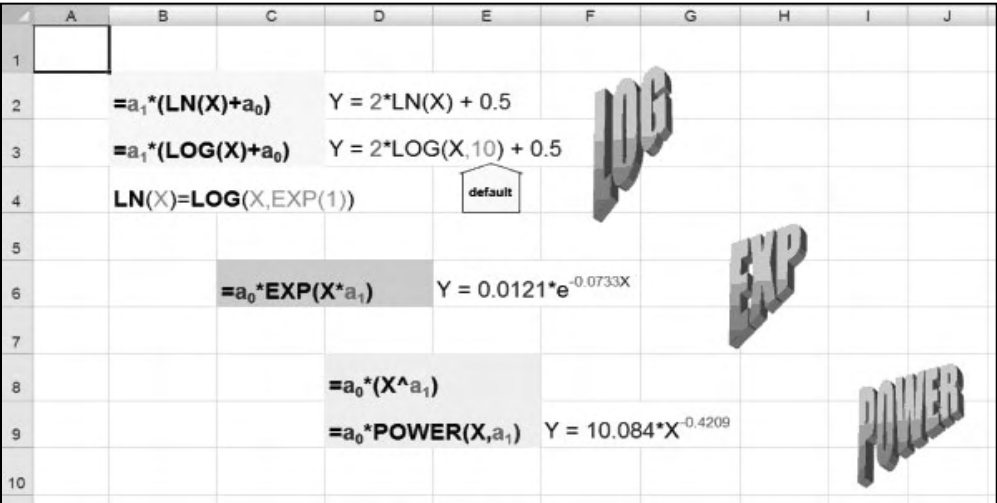 A B C D E F G H I J
1
2 =a₁*(LN(X)+a₀) Y = 2*LN(X) + 0.5 LOG
3 =a₁*(LOG(X)+a₀) Y = 2*LOG(X,10) + 0.5
4 LN(X)=LOG(X,EXP(1)) default
5
6 =a₀*EXP(X*a₁) Y = 0.0121*e⁻⁰·⁰⁷³³ˣ EXP
7
8 =a₀*(X^a₁)
9 =a₀*POWER(X,a₁) Y = 10.084*X⁻⁰·⁴²⁰⁹ POWER
10